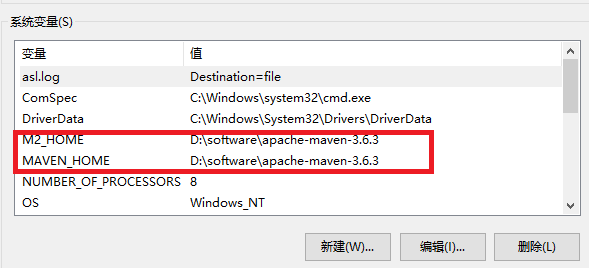 系统变量(S)
变量 值
asl.log Destination=file
ComSpec C:\Windows\system32\cmd.exe
DriverData C:\Windows\System32\Drivers\DriverData
M2_HOME D:\software\apache-maven-3.6.3
MAVEN_HOME D:\software\apache-maven-3.6.3
NUMBER_OF_PROCESSORS 8
OS Windows_NT
新建(W)... 编辑(I)... 删除(L)